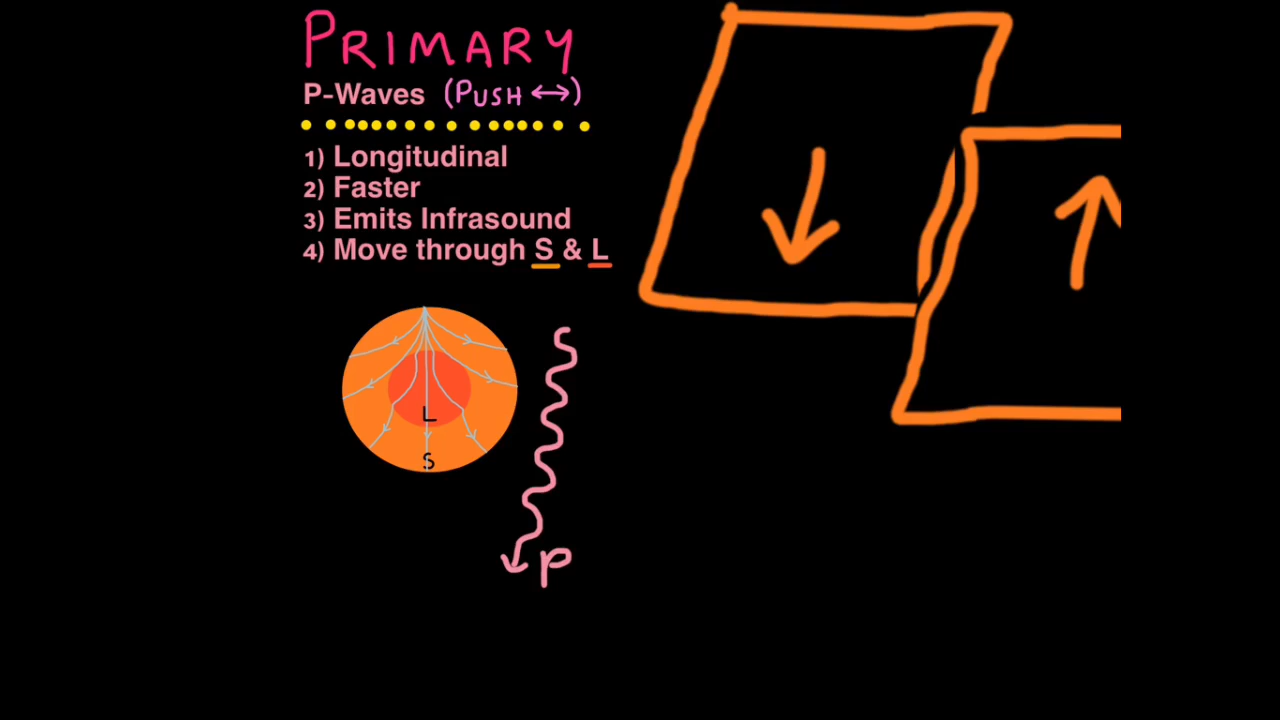 PRIMARY
P-Waves (PUSH ↔)
1) Longitudinal
2) Faster
3) Emits Infrasound
4) Move through S & L
L
S
P